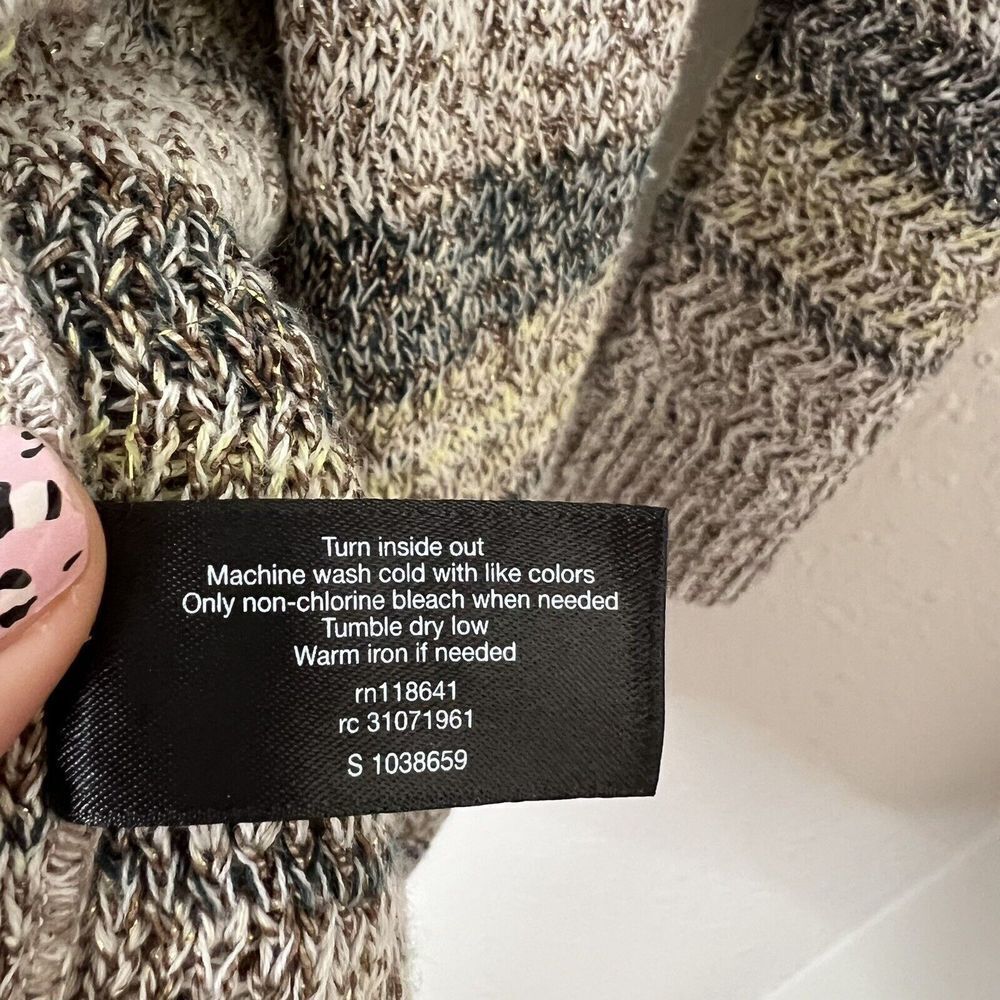 Turn inside out
Machine wash cold with like colors
Only non-chlorine bleach when needed
Tumble dry low
Warm iron if needed
rn118641
rc 31071961
S 1038659